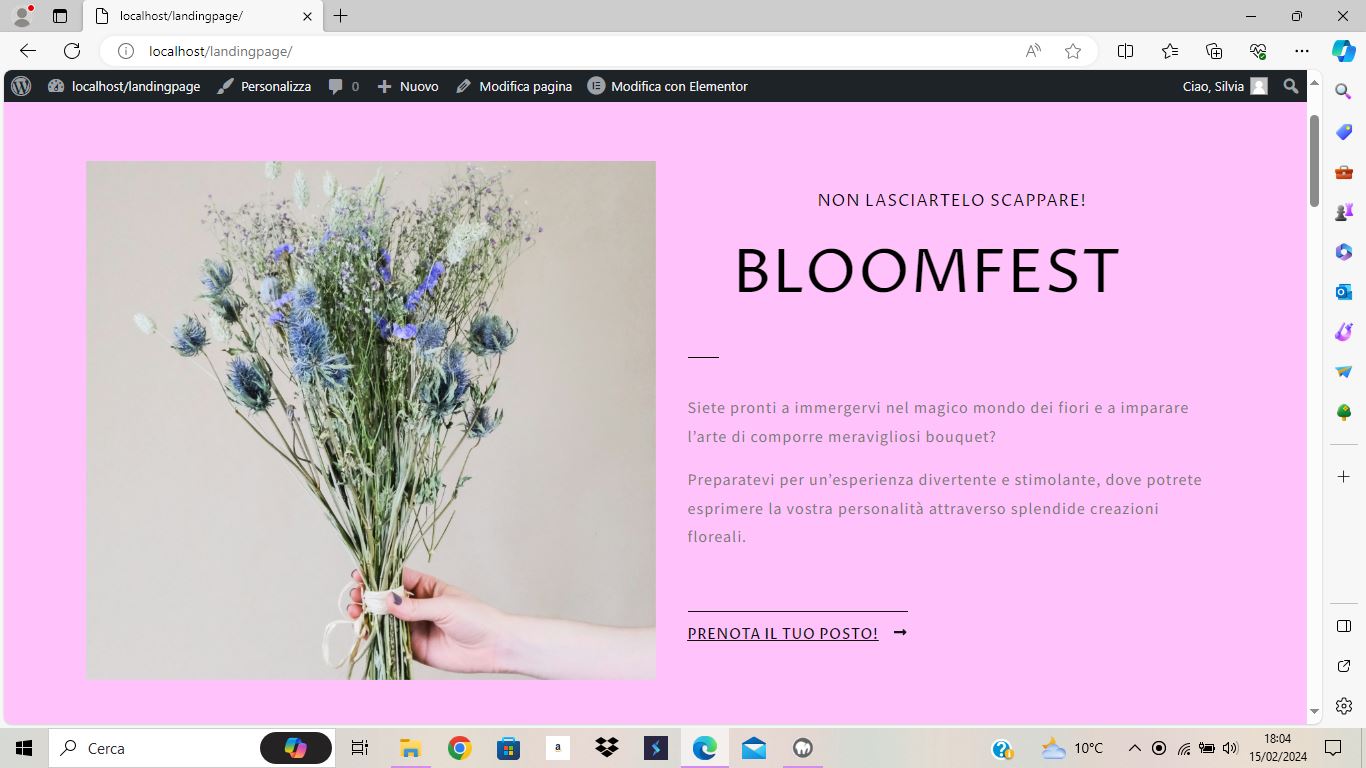 localhost/landingpage/
localhost/landingpage/
localhost/landingpage Personalizza 0 Nuovo Modifica pagina Modifica con Elementor Ciao, Silvia
NON LASCIARTELO SCAPPARE!
BLOOMFEST
Siete pronti a immergervi nel magico mondo dei fiori e a imparare
l’arte di comporre meravigliosi bouquet?
Preparatevi per un’esperienza divertente e stimolante, dove potrete
esprimere la vostra personalità attraverso splendide creazioni
floreali.
PRENOTA IL TUO POSTO!
Cerca a 10°C 18:04
15/02/2024